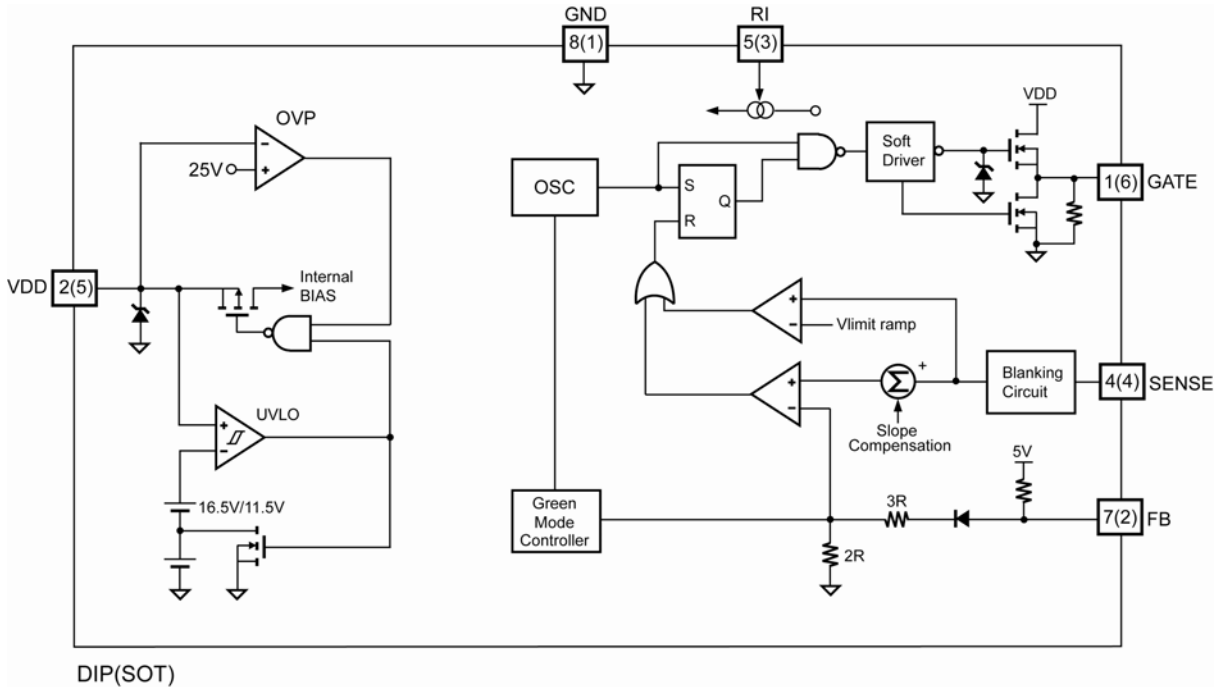 GND
RI
8(1)
5(3)
VDD
OVP
−
25V
+
OSC
S
Q
R
Soft
Driver
1(6)
GATE
VDD
2(5)
Internal
BIAS
+
−
Vlimit ramp
UVLO
+
−
+
−
Σ
+
Slope
Compensation
Blanking
Circuit
4(4)
SENSE
16.5V/11.5V
5V
Green
Mode
Controller
3R
7(2)
FB
2R
DIP(SOT)